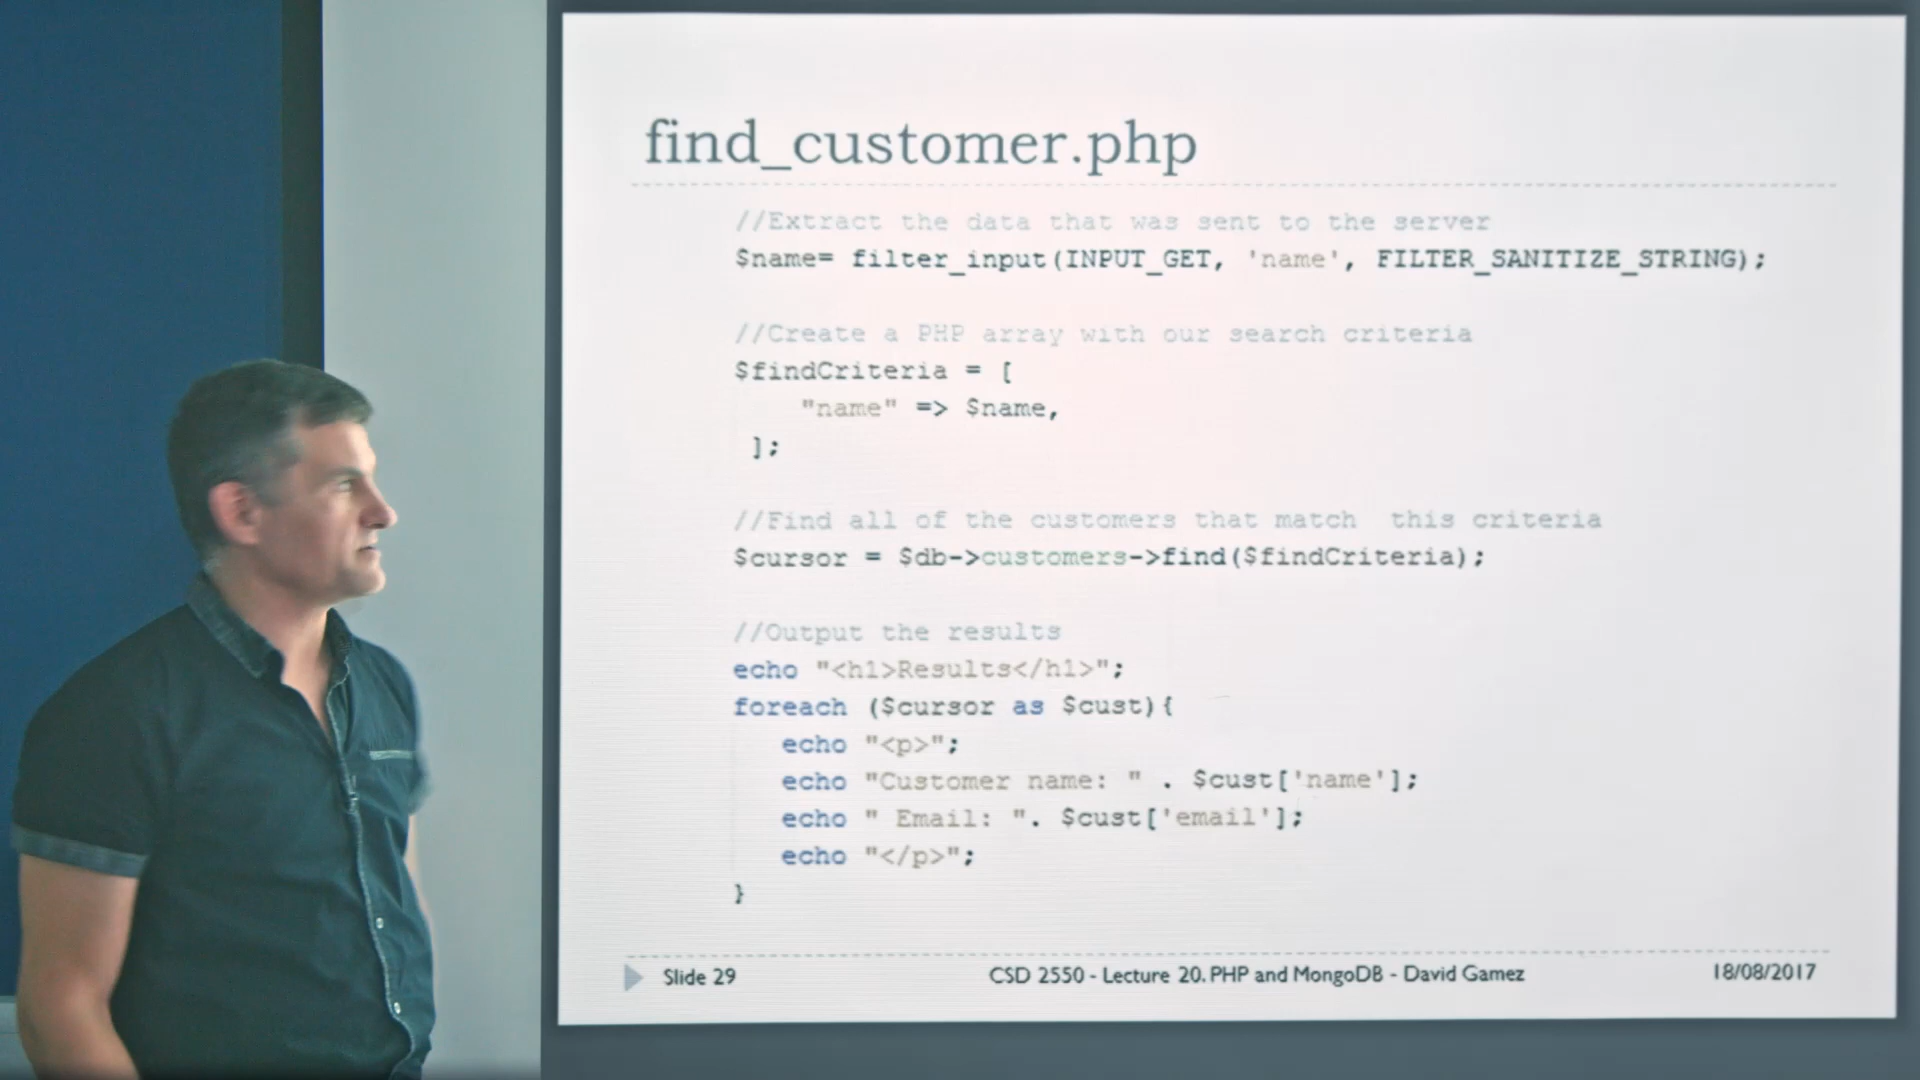 find_customer.php
//Extract the data that was sent to the server
$name= filter_input(INPUT_GET, 'name', FILTER_SANITIZE_STRING);
//Create a PHP array with our search criteria
$findCriteria = [
"name" => $name,
];
//Find all of the customers that match  this criteria
$cursor = $db->customers->find($findCriteria);
//Output the results
echo "<h1>Results</h1>";
foreach ($cursor as $cust){
echo "<p>";
echo "Customer name: " . $cust['name'];
echo " Email: ". $cust['email'];
echo "</p>";
}
Slide 29
CSD 2550 - Lecture 20. PHP and MongoDB - David Gamez
18/08/2017